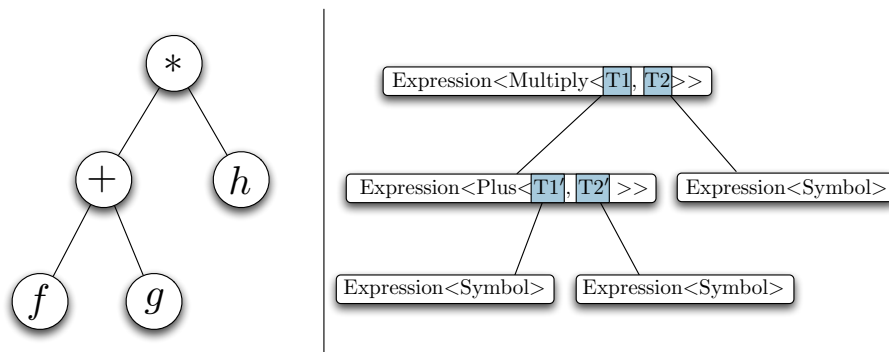 *
+
h
f
g
Expression<Multiply<T1, T2>>
Expression<Plus<T1′, T2′ >>
Expression<Symbol>
Expression<Symbol>
Expression<Symbol>